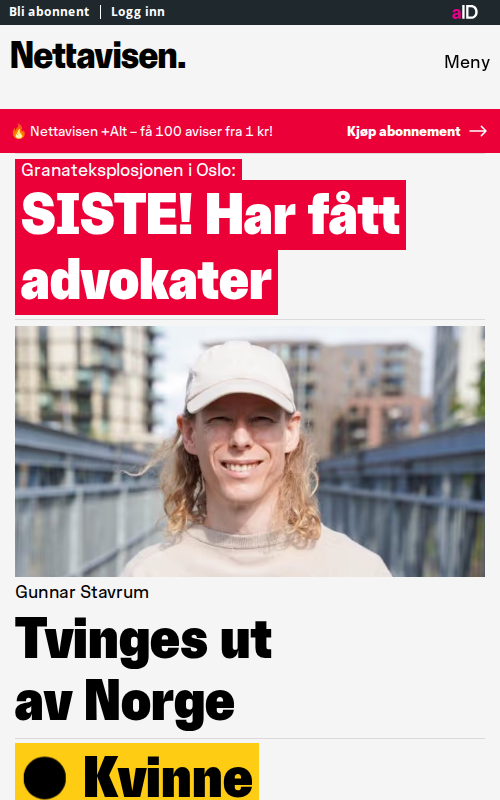 Bli abonnent | Logg inn
aID
Nettavisen.
Meny
🔥 Nettavisen +Alt – få 100 aviser fra 1 kr!
Kjøp abonnement →
Granateksplosjonen i Oslo:
SISTE! Har fått
advokater
Gunnar Stavrum
Tvinges ut
av Norge
● Kvinne